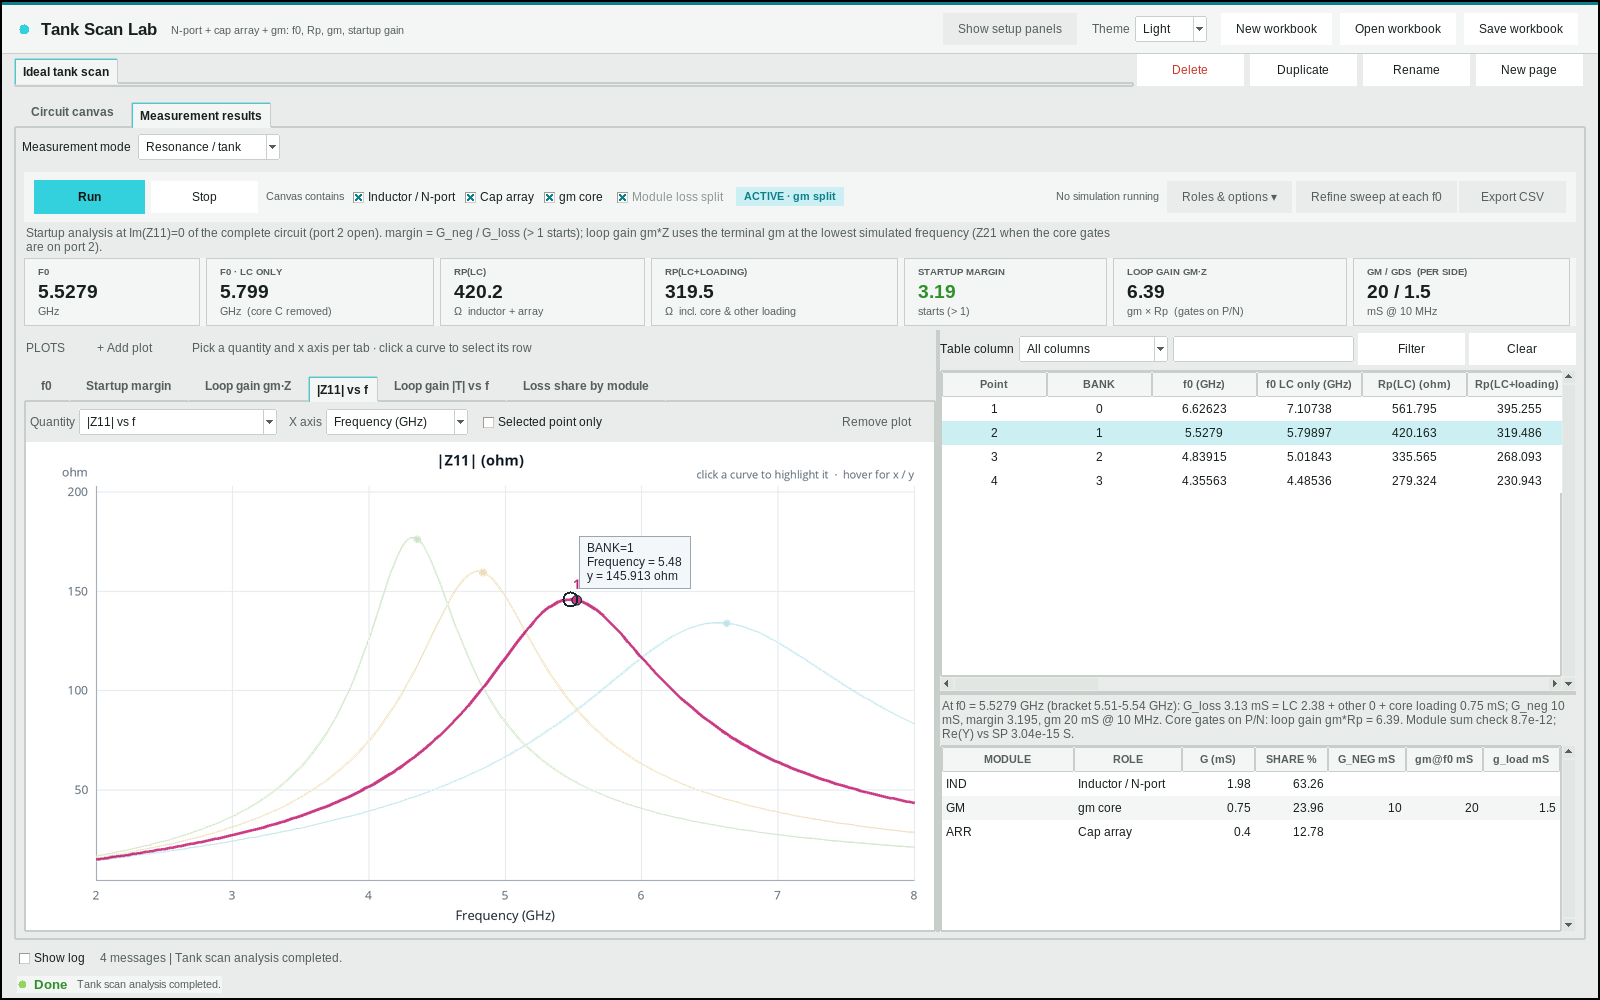 Tank Scan Lab
N-port + cap array + gm: f0, Rp, gm, startup gain
Show setup panels
Theme
Light
New workbook
Open workbook
Save workbook
Ideal tank scan
Delete
Duplicate
Rename
New page
Circuit canvas
Measurement results
Measurement mode
Resonance / tank
Run
Stop
Canvas contains
Inductor / N-port
Cap array
gm core
Module loss split
ACTIVE · gm split
No simulation running
Roles & options ▾
Refine sweep at each f0
Export CSV
Startup analysis at Im(Z11)=0 of the complete circuit (port 2 open). margin = G_neg / G_loss (> 1 starts); loop gain gm*Z uses the terminal gm at the lowest simulated frequency (Z21 when the core gates
are on port 2).
F0
5.5279
GHz
F0 · LC ONLY
5.799
GHz (core C removed)
RP(LC)
420.2
Ω inductor + array
RP(LC+LOADING)
319.5
Ω incl. core & other loading
STARTUP MARGIN
3.19
starts (> 1)
LOOP GAIN GM·Z
6.39
gm × Rp (gates on P/N)
GM / GDS (PER SIDE)
20 / 1.5
mS @ 10 MHz
PLOTS
+ Add plot
Pick a quantity and x axis per tab · click a curve to select its row
f0
Startup margin
Loop gain gm·Z
|Z11| vs f
Loop gain |T| vs f
Loss share by module
Quantity
|Z11| vs f
X axis
Frequency (GHz)
Selected point only
Remove plot
|Z11| (ohm)
ohm
click a curve to highlight it · hover for x / y
200
150
100
50
1
BANK=1
Frequency = 5.48
y = 145.913 ohm
2 3 4 5 6 7 8
Frequency (GHz)
Table column
All columns
Filter
Clear
Point BANK f0 (GHz) f0 LC only (GHz) Rp(LC) (ohm) Rp(LC+loading)
1 0 6.62623 7.10738 561.795 395.255
2 1 5.5279 5.79897 420.163 319.486
3 2 4.83915 5.01843 335.565 268.093
4 3 4.35563 4.48536 279.324 230.943
At f0 = 5.5279 GHz (bracket 5.51-5.54 GHz): G_loss 3.13 mS = LC 2.38 + other 0 + core loading 0.75 mS; G_neg 10
mS, margin 3.195, gm 20 mS @ 10 MHz. Core gates on P/N: loop gain gm*Rp = 6.39. Module sum check 8.7e-12;
Re(Y) vs SP 3.04e-15 S.
MODULE ROLE G (mS) SHARE % G_NEG mS gm@f0 mS g_load mS
IND Inductor / N-port 1.98 63.26
GM gm core 0.75 23.96 10 20 1.5
ARR Cap array 0.4 12.78
Show log
4 messages | Tank scan analysis completed.
Done
Tank scan analysis completed.